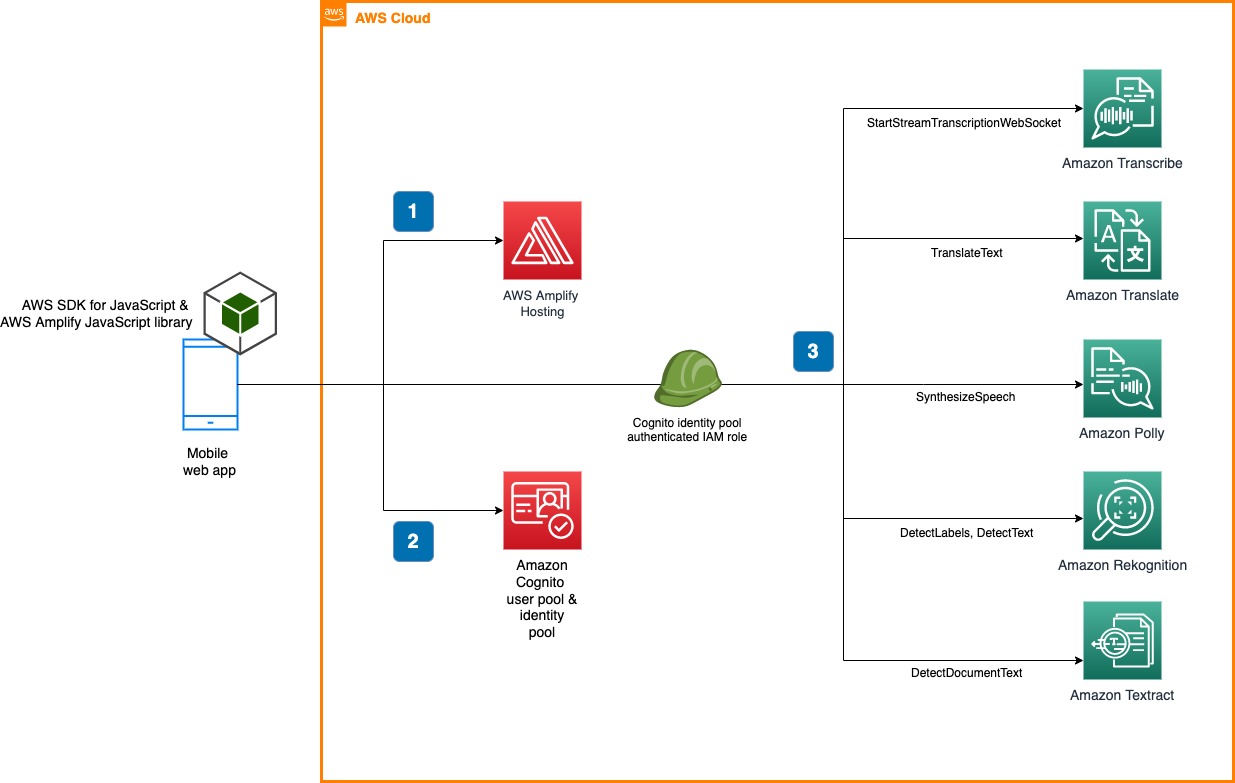 aws
AWS Cloud
StartStreamTranscriptionWebSocket
Amazon Transcribe
1
TranslateText
AWS Amplify
Hosting
A
文
Amazon Translate
AWS SDK for JavaScript &
AWS Amplify JavaScript library
3
SynthesizeSpeech
Cognito identity pool
authenticated IAM role
Amazon Polly
Mobile
web app
2
DetectLabels, DetectText
Amazon
Cognito
user pool &
identity
pool
Amazon Rekognition
T
DetectDocumentText
Amazon Textract